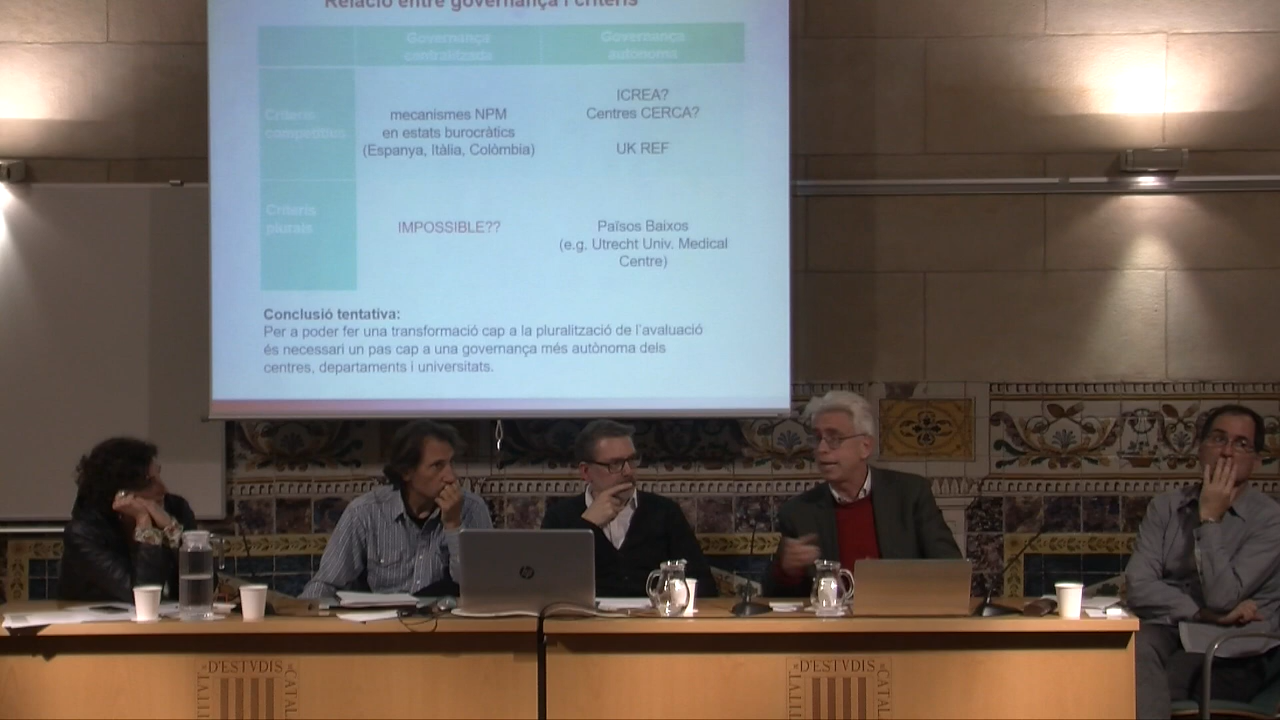 Relació entre governança i criteris
Governança
centralitzada
Governança
autònoma
Criteris
competitius
mecanismes NPM
en estats burocràtics
(Espanya, Itàlia, Colòmbia)
ICREA?
Centres CERCA?
UK REF
Criteris
plurals
IMPOSSIBLE??
Països Baixos
(e.g. Utrecht Univ. Medical
Centre)
Conclusió tentativa:
Per a poder fer una transformació cap a la pluralització de l'avaluació
és necessari un pas cap a una governança més autònoma dels
centres, departaments i universitats.
hp
D'ESTVDIS
CATAL
D'ESTVDIS
CATAL